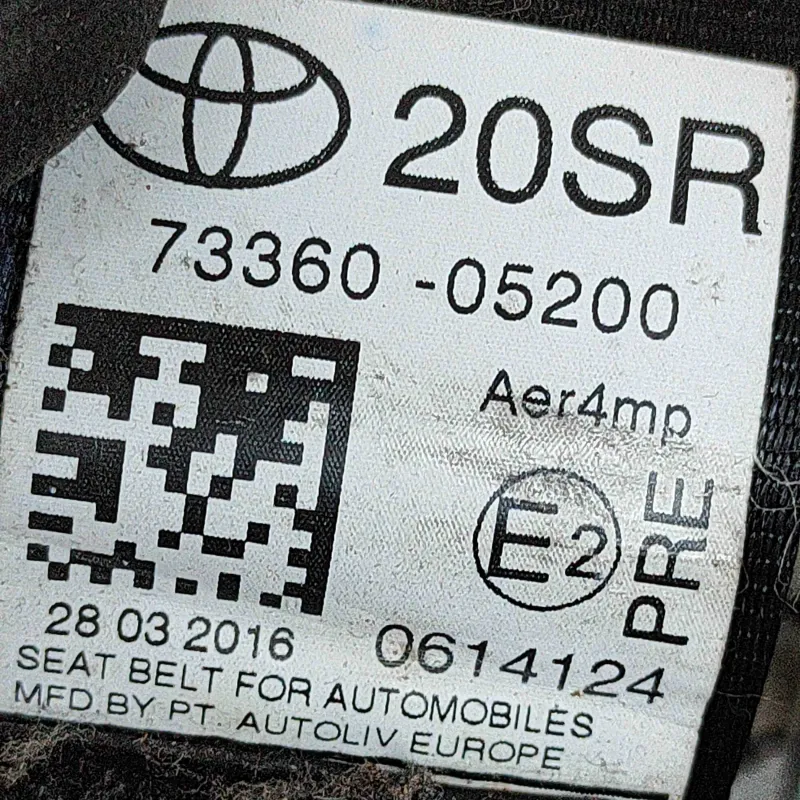 20SR
73360 -05200
Aer4mp
E2
PRE
28 03 2016 0614124
SEAT BELT FOR AUTOMOBILES
MFD.BY PT. AUTOLIV EUROPE